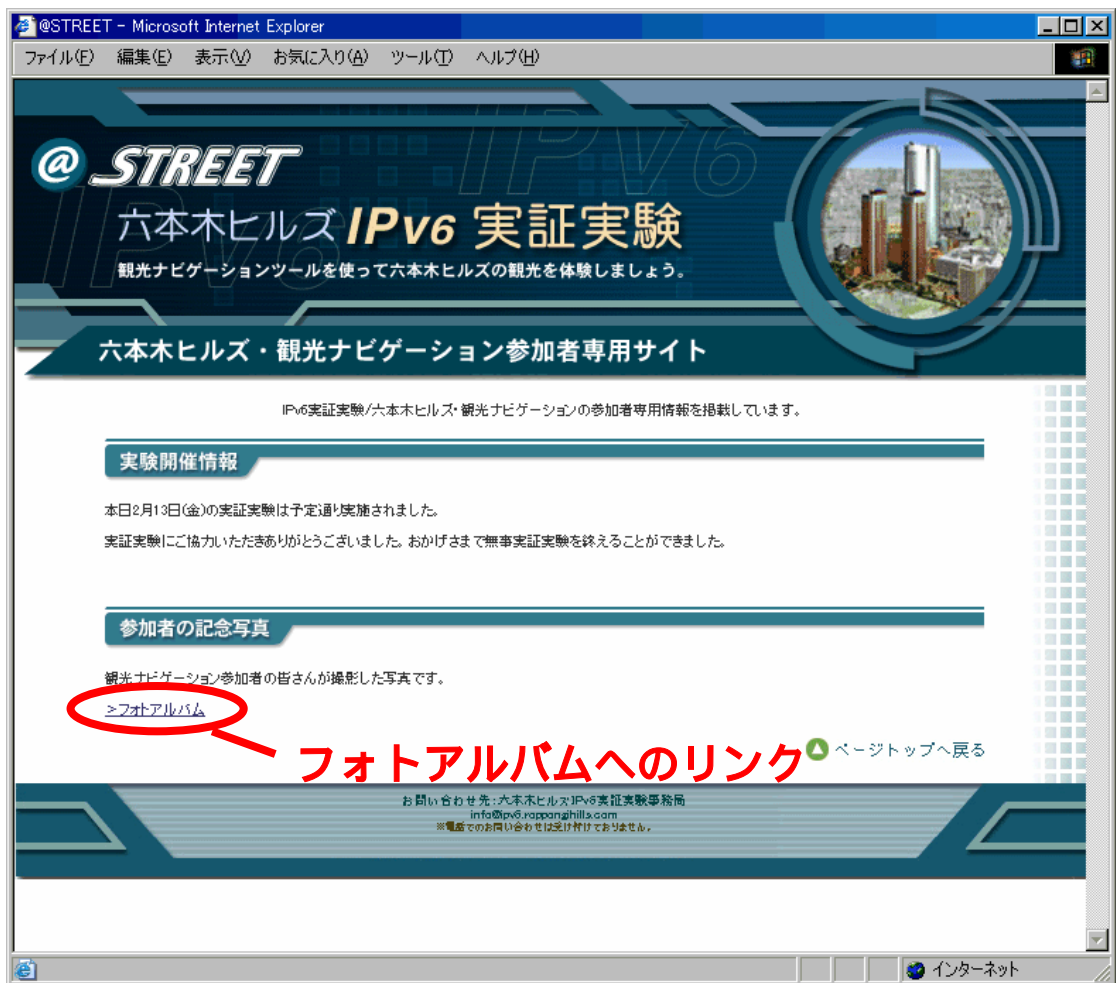 @STREET - Microsoft Internet Explorer
ファイル(F) 編集(E) 表示(V) お気に入り(A) ツール(T) ヘルプ(H)
IPv6
@ STREET
六本木ヒルズ IPv6 実証実験
観光ナビゲーションツールを使って六本木ヒルズの観光を体験しましょう。
六本木ヒルズ・観光ナビゲーション参加者専用サイト
IPv6実証実験/六本木ヒルズ・観光ナビゲーションの参加者専用情報を掲載しています。
実験開催情報
本日2月13日(金)の実証実験は予定通り実施されました。
実証実験にご協力いただきありがとうございました。おかげさまで無事実証実験を終えることができました。
参加者の記念写真
観光ナビゲーション参加者の皆さんが撮影した写真です。
>フォトアルバム
フォトアルバムへのリンク
ページトップへ戻る
お問い合わせ先:六本木ヒルズIPv6実証実験事務局
info@ipv6.roppongihills.com
※電話でのお問い合わせは受け付けておりません。
インターネット